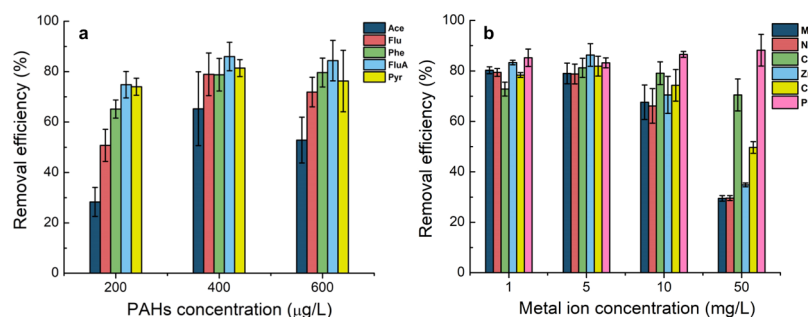 a
Ace
Flu
Phe
FluA
Pyr
Removal efficiency (%)
100
80
60
40
20
0
200
400
600
PAHs concentration (μg/L)
b
M
N
C
Z
C
P
Removal efficiency (%)
100
80
60
40
20
0
1
5
10
50
Metal ion concentration (mg/L)